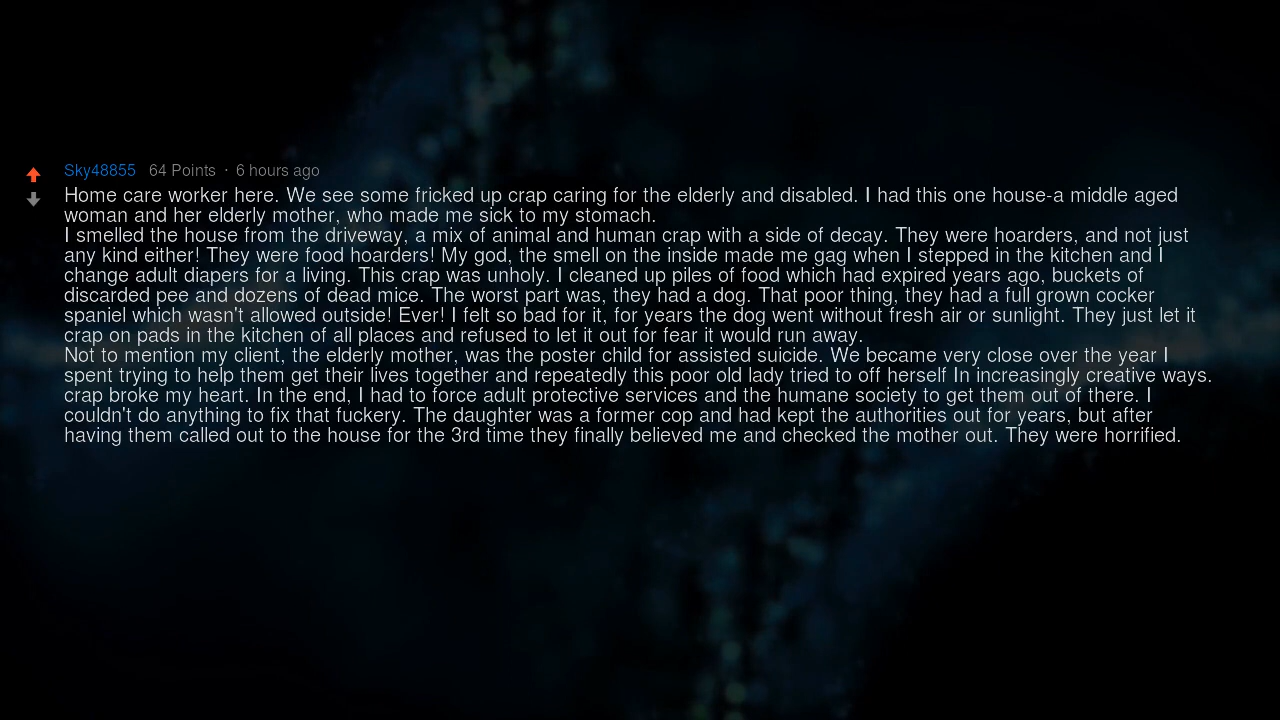 Sky48855 64 Points · 6 hours ago
Home care worker here. We see some fricked up crap caring for the elderly and disabled. I had this one house-a middle aged
woman and her elderly mother, who made me sick to my stomach.
I smelled the house from the driveway, a mix of animal and human crap with a side of decay. They were hoarders, and not just
any kind either! They were food hoarders! My god, the smell on the inside made me gag when I stepped in the kitchen and I
change adult diapers for a living. This crap was unholy. I cleaned up piles of food which had expired years ago, buckets of
discarded pee and dozens of dead mice. The worst part was, they had a dog. That poor thing, they had a full grown cocker
spaniel which wasn't allowed outside! Ever! I felt so bad for it, for years the dog went without fresh air or sunlight. They just let it
crap on pads in the kitchen of all places and refused to let it out for fear it would run away.
Not to mention my client, the elderly mother, was the poster child for assisted suicide. We became very close over the year I
spent trying to help them get their lives together and repeatedly this poor old lady tried to off herself In increasingly creative ways.
crap broke my heart. In the end, I had to force adult protective services and the humane society to get them out of there. I
couldn't do anything to fix that fuckery. The daughter was a former cop and had kept the authorities out for years, but after
having them called out to the house for the 3rd time they finally believed me and checked the mother out. They were horrified.